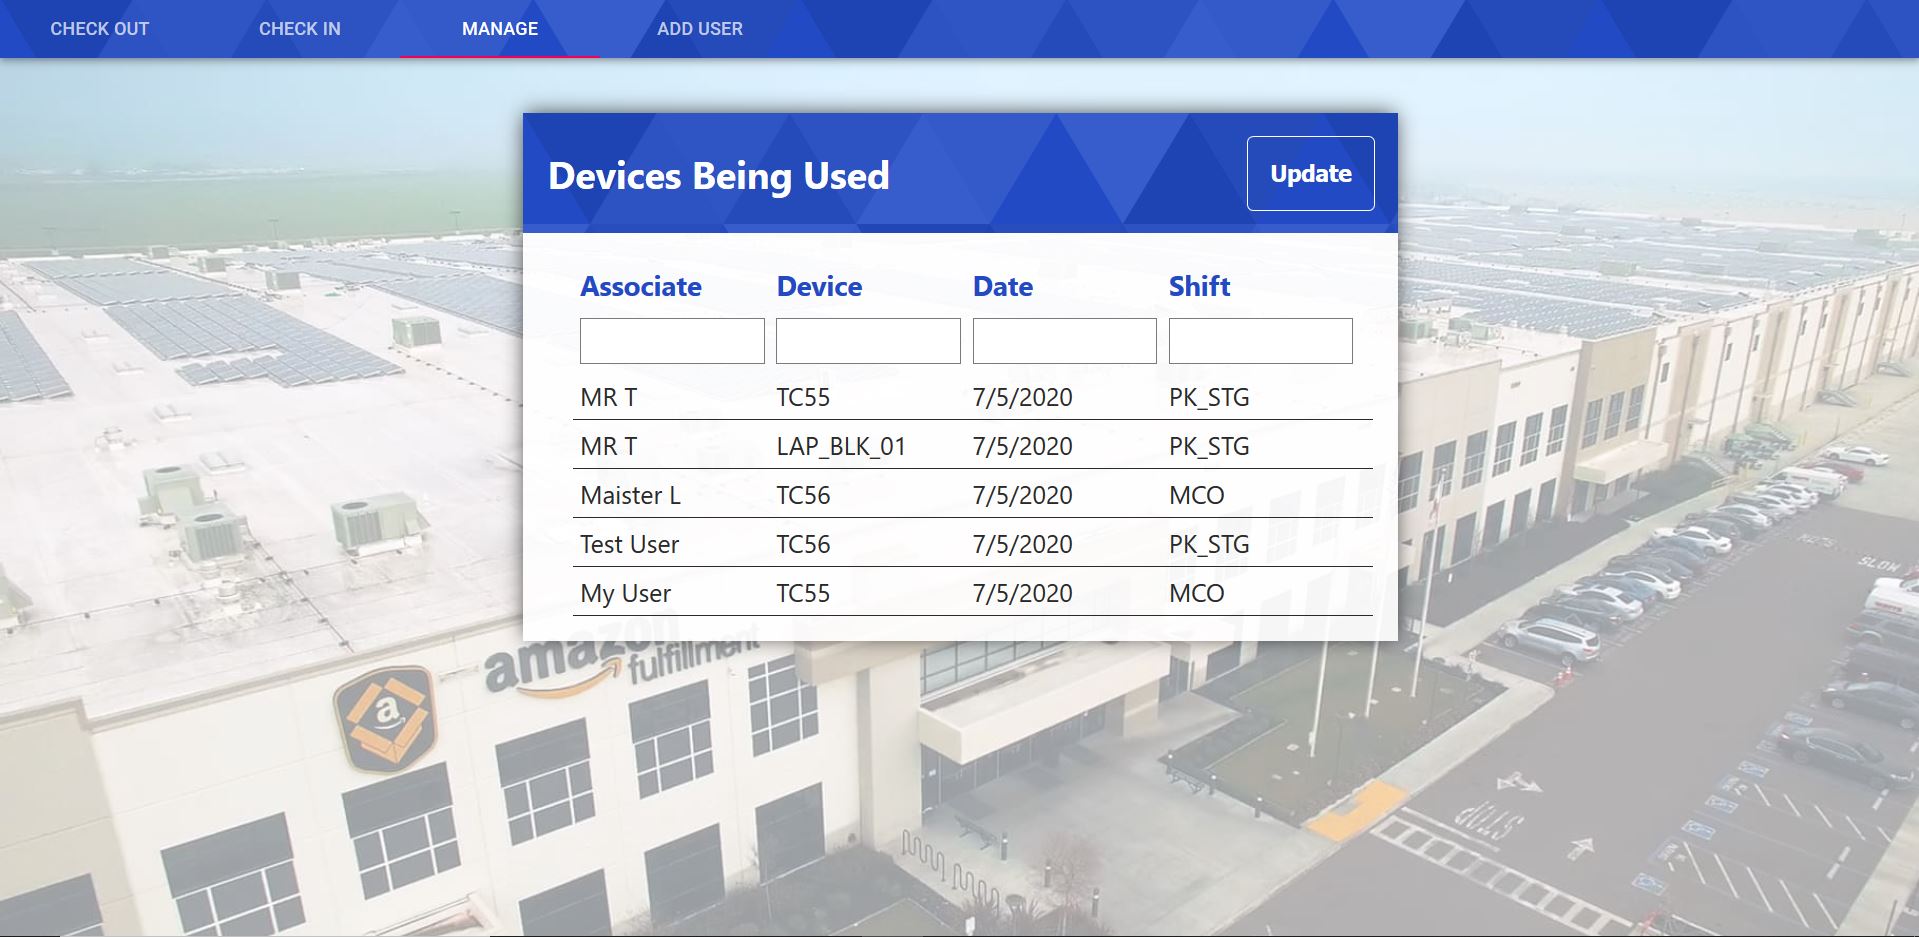 CHECK OUT CHECK IN MANAGE ADD USER
Devices Being Used Update
Associate Device Date Shift
MR T TC55 7/5/2020 PK_STG
MR T LAP_BLK_01 7/5/2020 PK_STG
Maister L TC56 7/5/2020 MCO
Test User TC56 7/5/2020 PK_STG
My User TC55 7/5/2020 MCO
amazon
fulfillment
a
SLOW